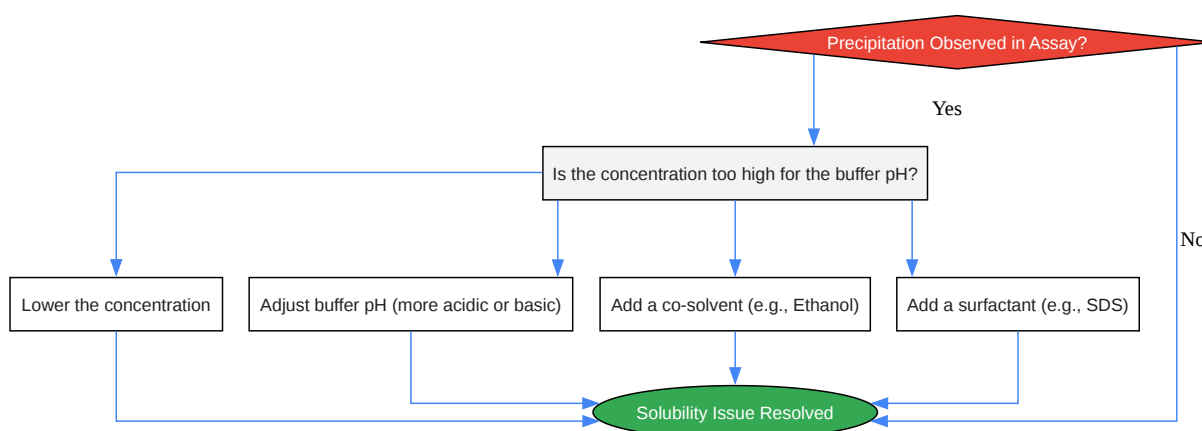 Precipitation Observed in Assay?
Yes
Is the concentration too high for the buffer pH?
No
Lower the concentration
Adjust buffer pH (more acidic or basic)
Add a co-solvent (e.g., Ethanol)
Add a surfactant (e.g., SDS)
Solubility Issue Resolved